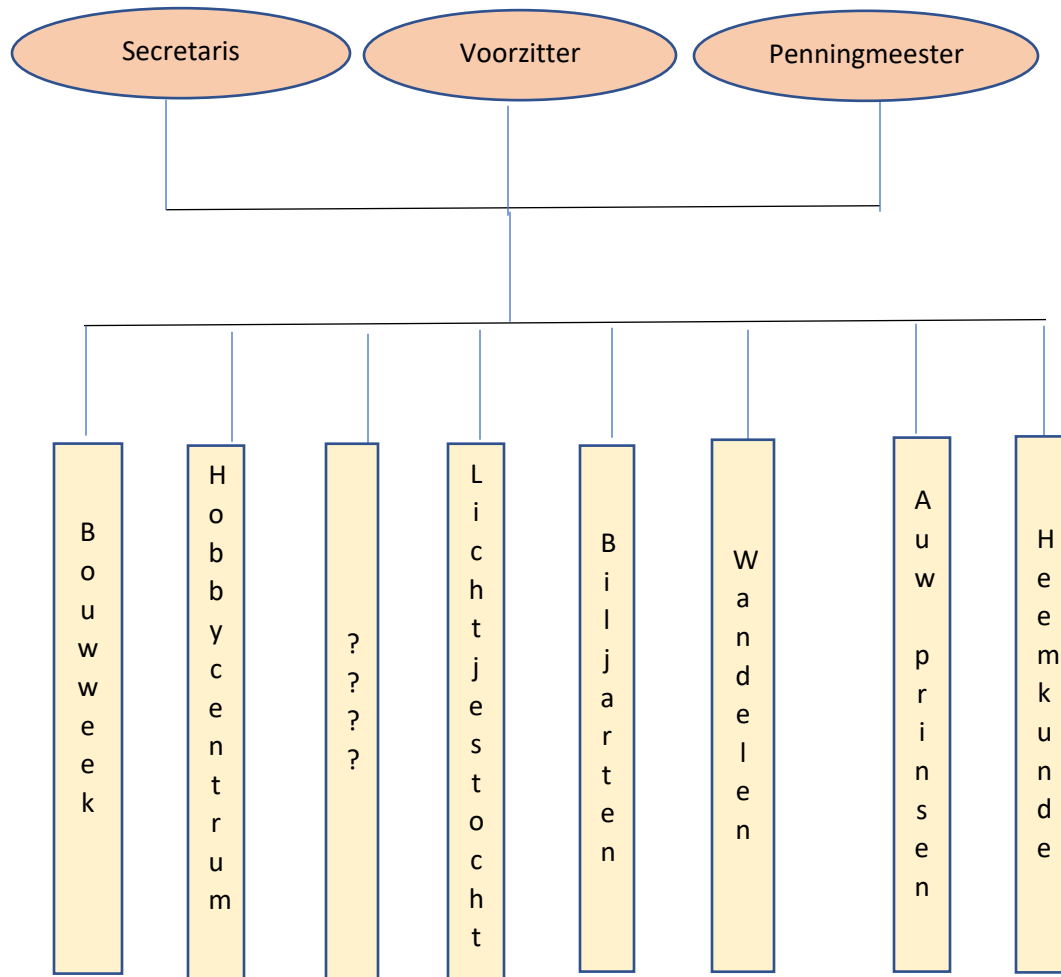 Secretaris
Voorzitter
Penningmeester
Bouwweek
Hobbycentrum
????
Lichtjestocht
Biljarten
Wandelen
Auw prinsen
Heemkunde